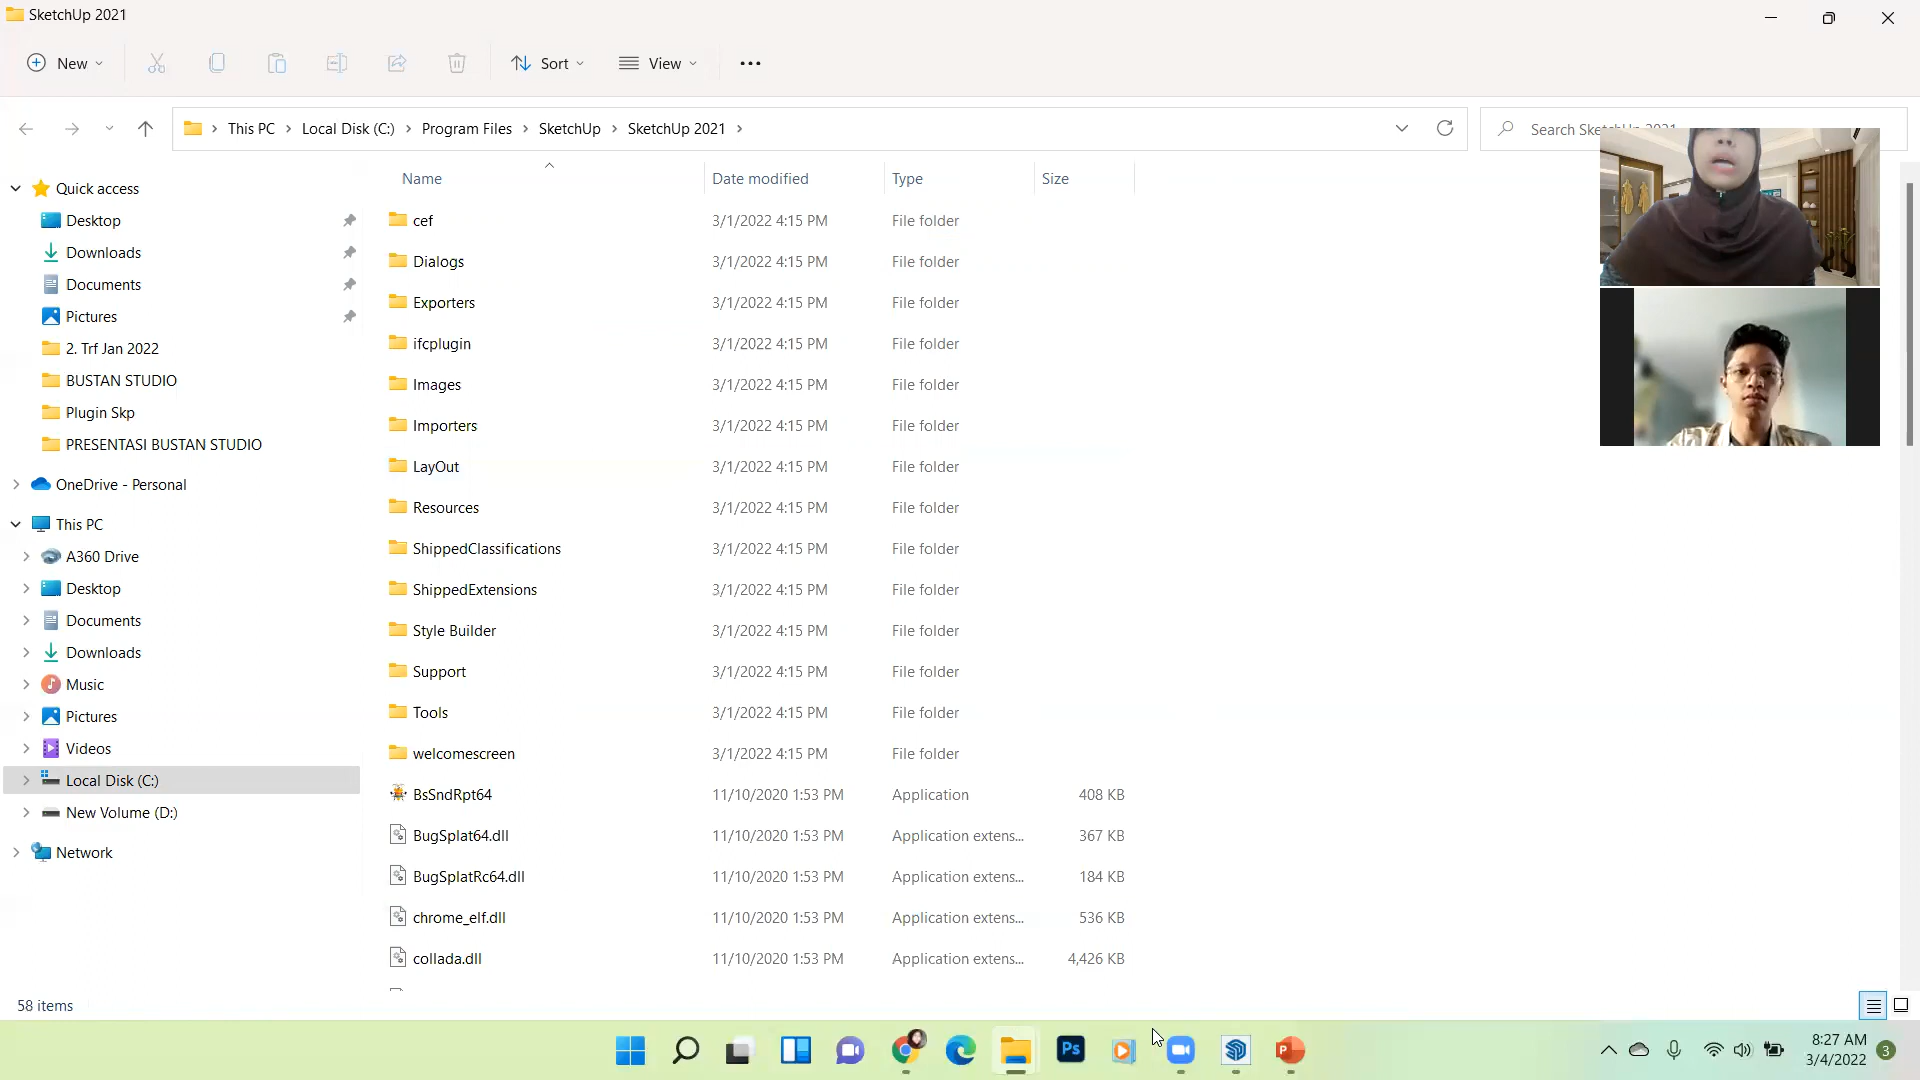 SketchUp 2021
New
Sort
View
This PC > Local Disk (C:) > Program Files > SketchUp > SketchUp 2021 >
Search SketchUp 2021
Name Date modified Type Size
Quick access
Desktop
Downloads
Documents
Pictures
2. Trf Jan 2022
BUSTAN STUDIO
Plugin Skp
PRESENTASI BUSTAN STUDIO
OneDrive - Personal
This PC
A360 Drive
Desktop
Documents
Downloads
Music
Pictures
Videos
Local Disk (C:)
New Volume (D:)
Network
cef 3/1/2022 4:15 PM File folder
Dialogs 3/1/2022 4:15 PM File folder
Exporters 3/1/2022 4:15 PM File folder
ifcplugin 3/1/2022 4:15 PM File folder
Images 3/1/2022 4:15 PM File folder
Importers 3/1/2022 4:15 PM File folder
LayOut 3/1/2022 4:15 PM File folder
Resources 3/1/2022 4:15 PM File folder
ShippedClassifications 3/1/2022 4:15 PM File folder
ShippedExtensions 3/1/2022 4:15 PM File folder
Style Builder 3/1/2022 4:15 PM File folder
Support 3/1/2022 4:15 PM File folder
Tools 3/1/2022 4:15 PM File folder
welcomescreen 3/1/2022 4:15 PM File folder
BsSndRpt64 11/10/2020 1:53 PM Application 408 KB
BugSplat64.dll 11/10/2020 1:53 PM Application extens... 367 KB
BugSplatRc64.dll 11/10/2020 1:53 PM Application extens... 184 KB
chrome_elf.dll 11/10/2020 1:53 PM Application extens... 536 KB
collada.dll 11/10/2020 1:53 PM Application extens... 4,426 KB
58 items
Ps
P
8:27 AM
3/4/2022
3